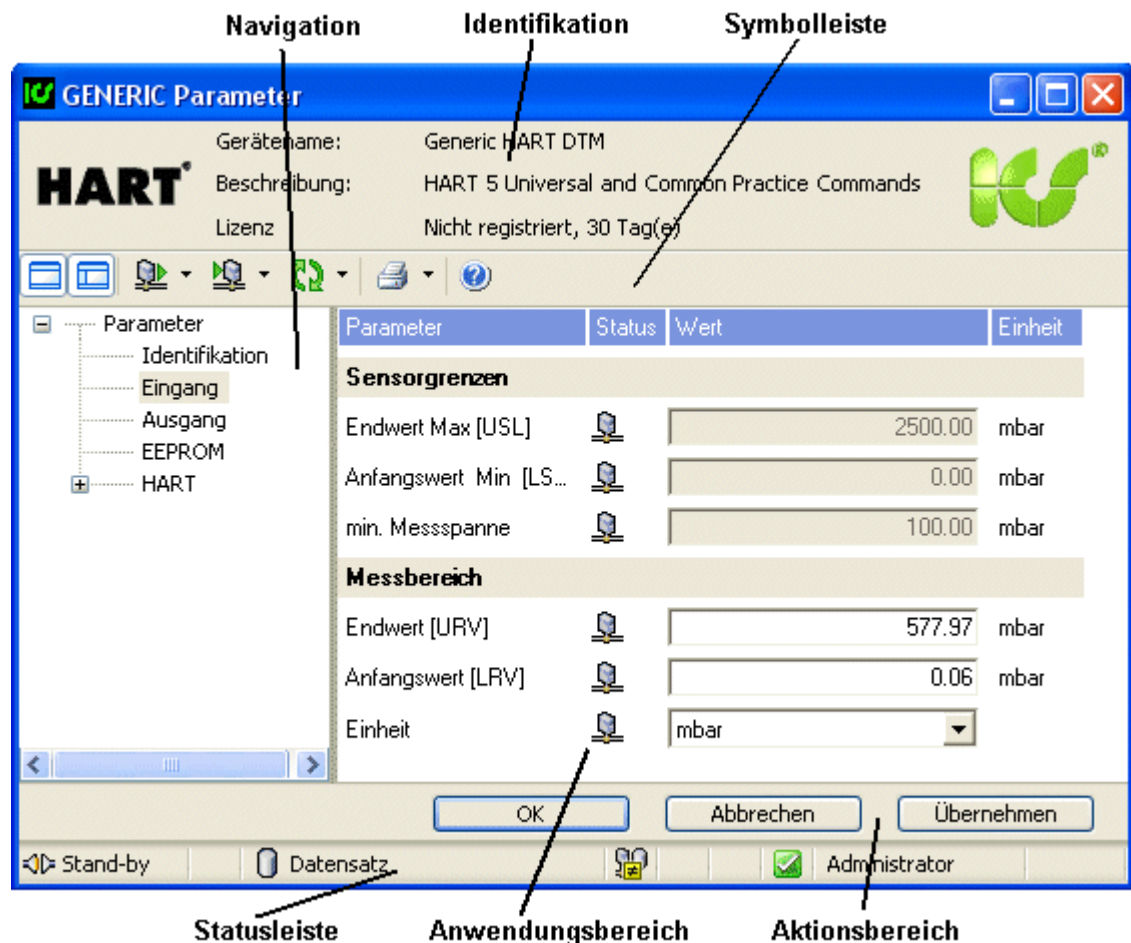 Navigation Identifikation Symbolleiste
GENERIC Parameter
HART®
Gerätename: Generic HART DTM
Beschreibung: HART 5 Universal and Common Practice Commands
Lizenz Nicht registriert, 30 Tag(e)
Parameter
Identifikation
Eingang
Ausgang
EEPROM
HART
Parameter Status Wert Einheit
Sensorgrenzen
Endwert Max [USL] 2500.00 mbar
Anfangswert Min [LS... 0.00 mbar
min. Messspanne 100.00 mbar
Messbereich
Endwert [URV] 577.97 mbar
Anfangswert [LRV] 0.06 mbar
Einheit mbar
OK Abbrechen Übernehmen
Stand-by Datensatz Administrator
Statusleiste Anwendungsbereich Aktionsbereich